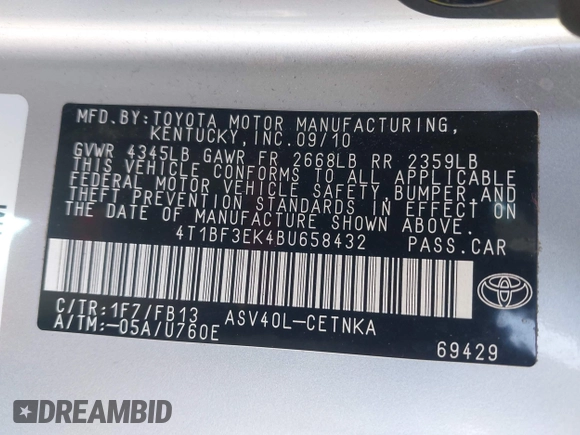 MFD. BY: TOYOTA MOTOR MANUFACTURING,
KENTUCKY, INC. 09/10
GVWR 4345LB GAWR FR 2668LB RR 2359LB
THIS VEHICLE CONFORMS TO ALL APPLICABLE
FEDERAL MOTOR VEHICLE SAFETY, BUMPER, AND
THEFT PREVENTION STANDARDS IN EFFECT ON
THE DATE OF MANUFACTURE SHOWN ABOVE.
4T1BF3EK4BU658432 PASS. CAR
C/TR: 1F7/FB13 ASV40L-CETNKA
A/TM: -05A/U760E
69429
DREAMBID